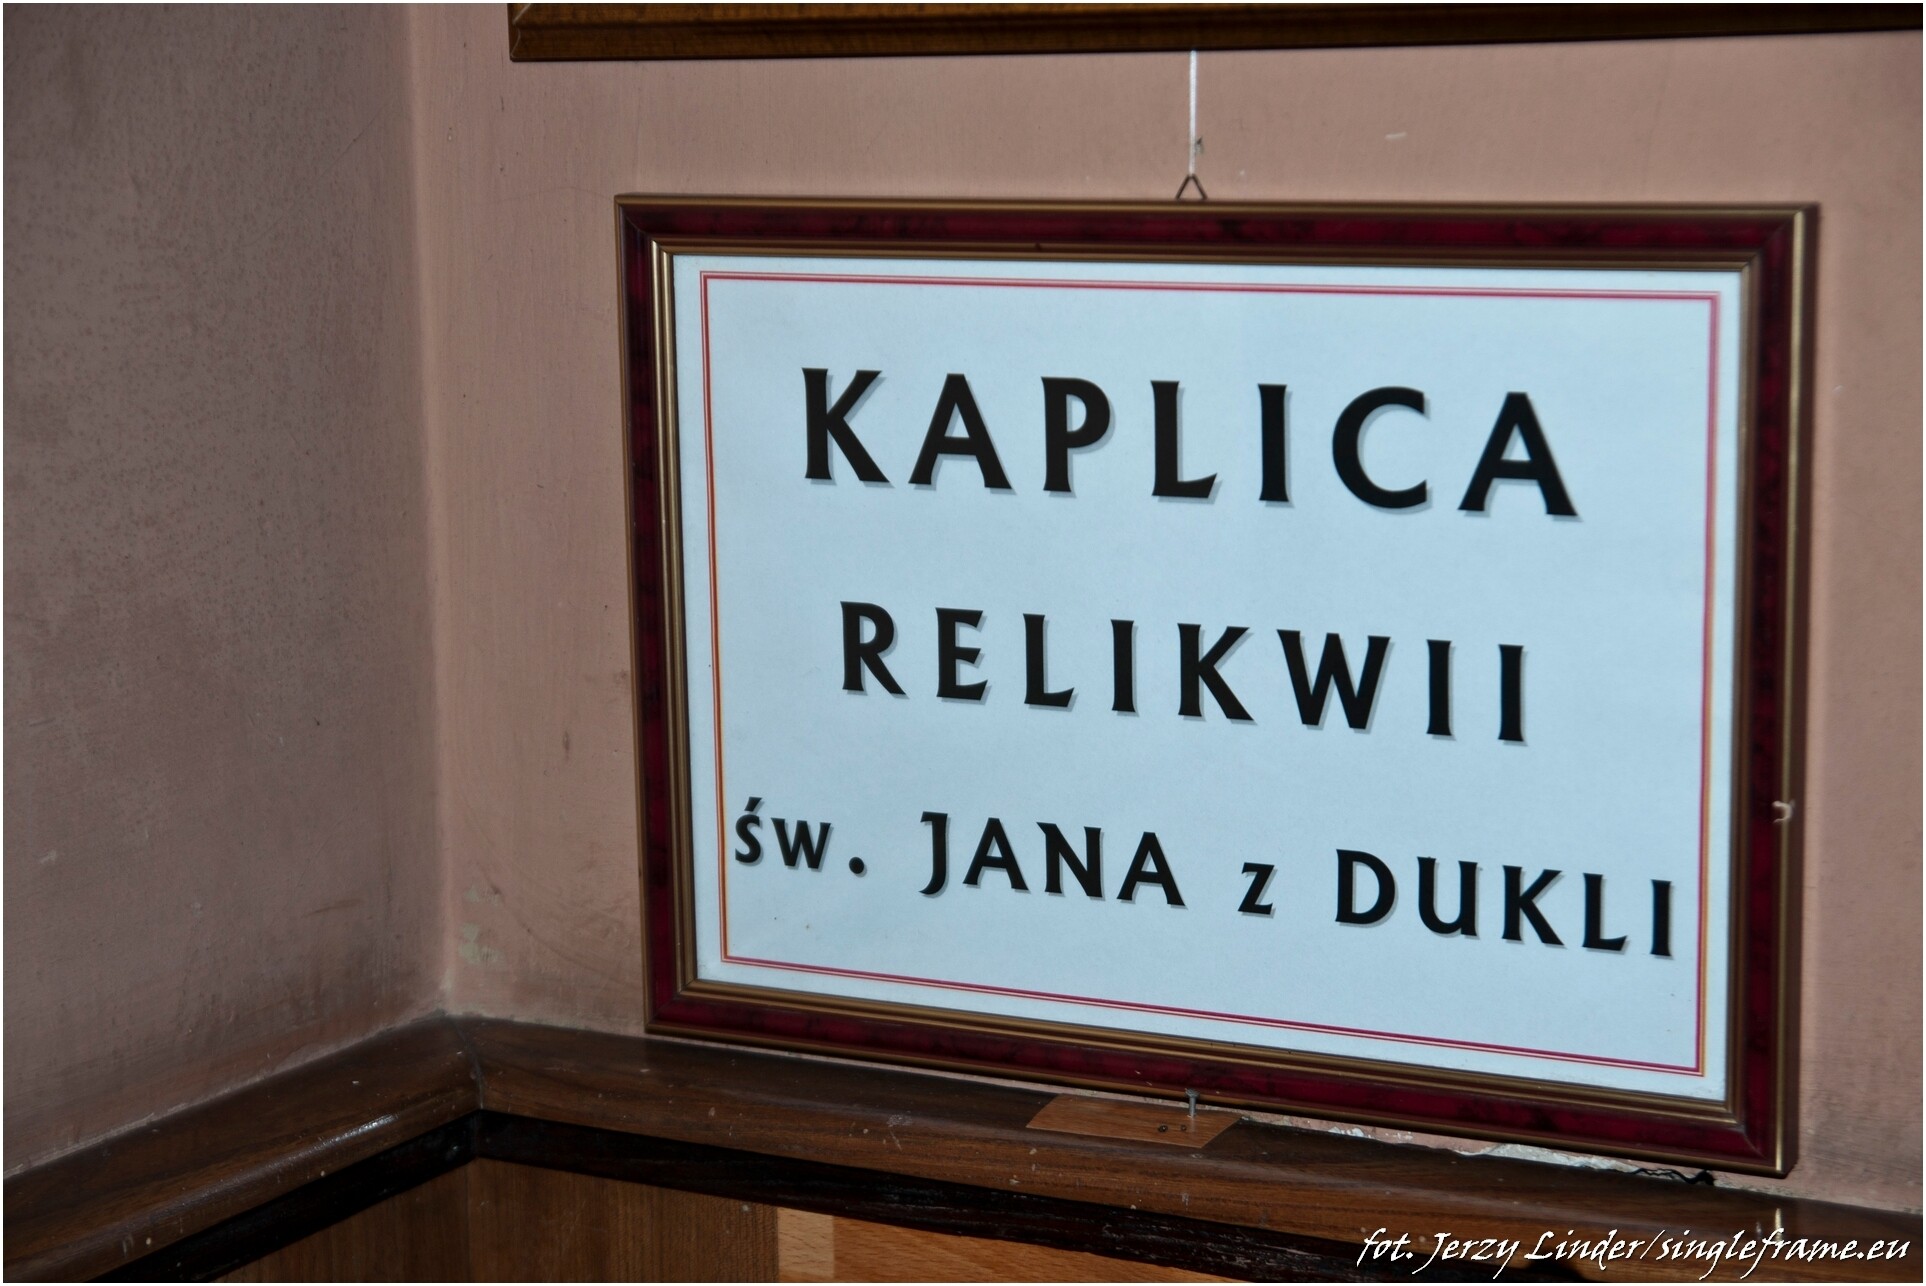 KAPLICA
RELIKWII
ŚW. JANA z DUKLI
fot. Jerzy Linder/singleframe.eu